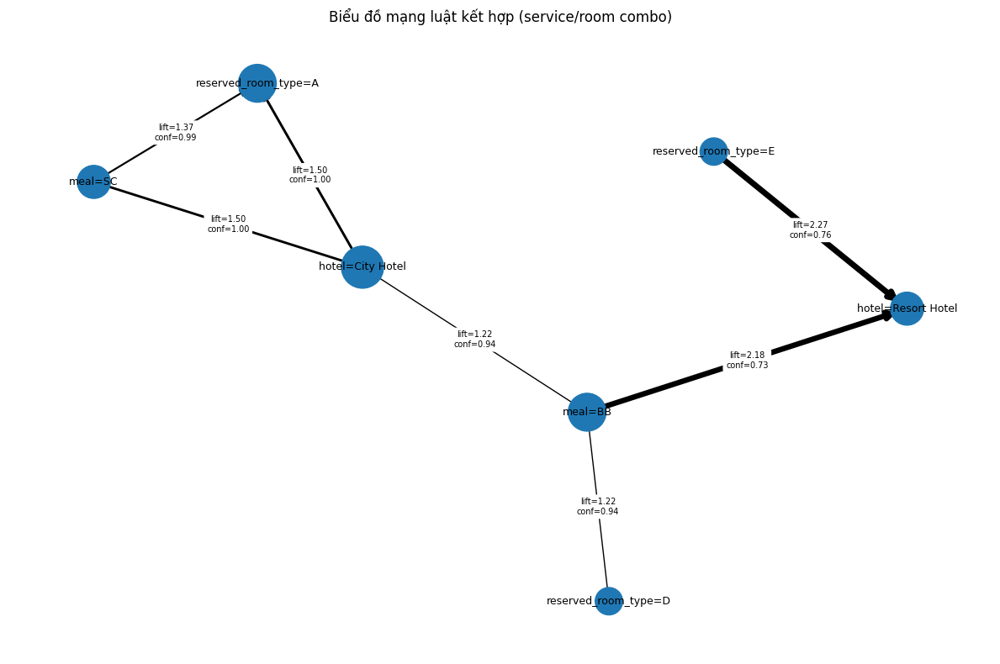 Biểu đồ mạng luật kết hợp (service/room combo)
reserved_room_type=A
lift=1.37
conf=0.99
reserved_room_type=E
lift=1.50
conf=1.00
meal=SC
lift=1.50
conf=1.00
lift=2.27
conf=0.76
hotel=City Hotel
hotel=Resort Hotel
lift=1.22
conf=0.94
lift=2.18
conf=0.73
meal=BB
lift=1.22
conf=0.94
reserved_room_type=D